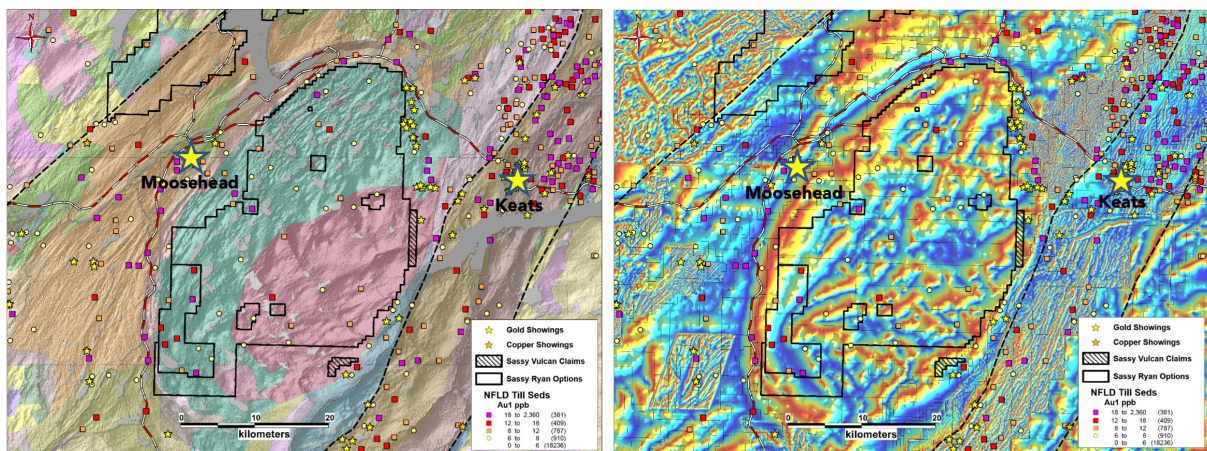 N
Moosehead
Keats
Gold Showings
Copper Showings
Sassy Vulcan Claims
Sassy Ryan Options
NFLD Till Seds
Au1 ppb
18 to 2,360 (381)
12 to 18 (409)
8 to 12 (787)
6 to 8 (910)
0 to 6 (18236)
0 10 20
kilometers
N
Moosehead
Keats
Gold Showings
Copper Showings
Sassy Vulcan Claims
Sassy Ryan Options
NFLD Till Seds
Au1 ppb
18 to 2,360 (381)
12 to 18 (409)
8 to 12 (787)
6 to 8 (910)
0 to 6 (18236)
0 10 20
kilometers